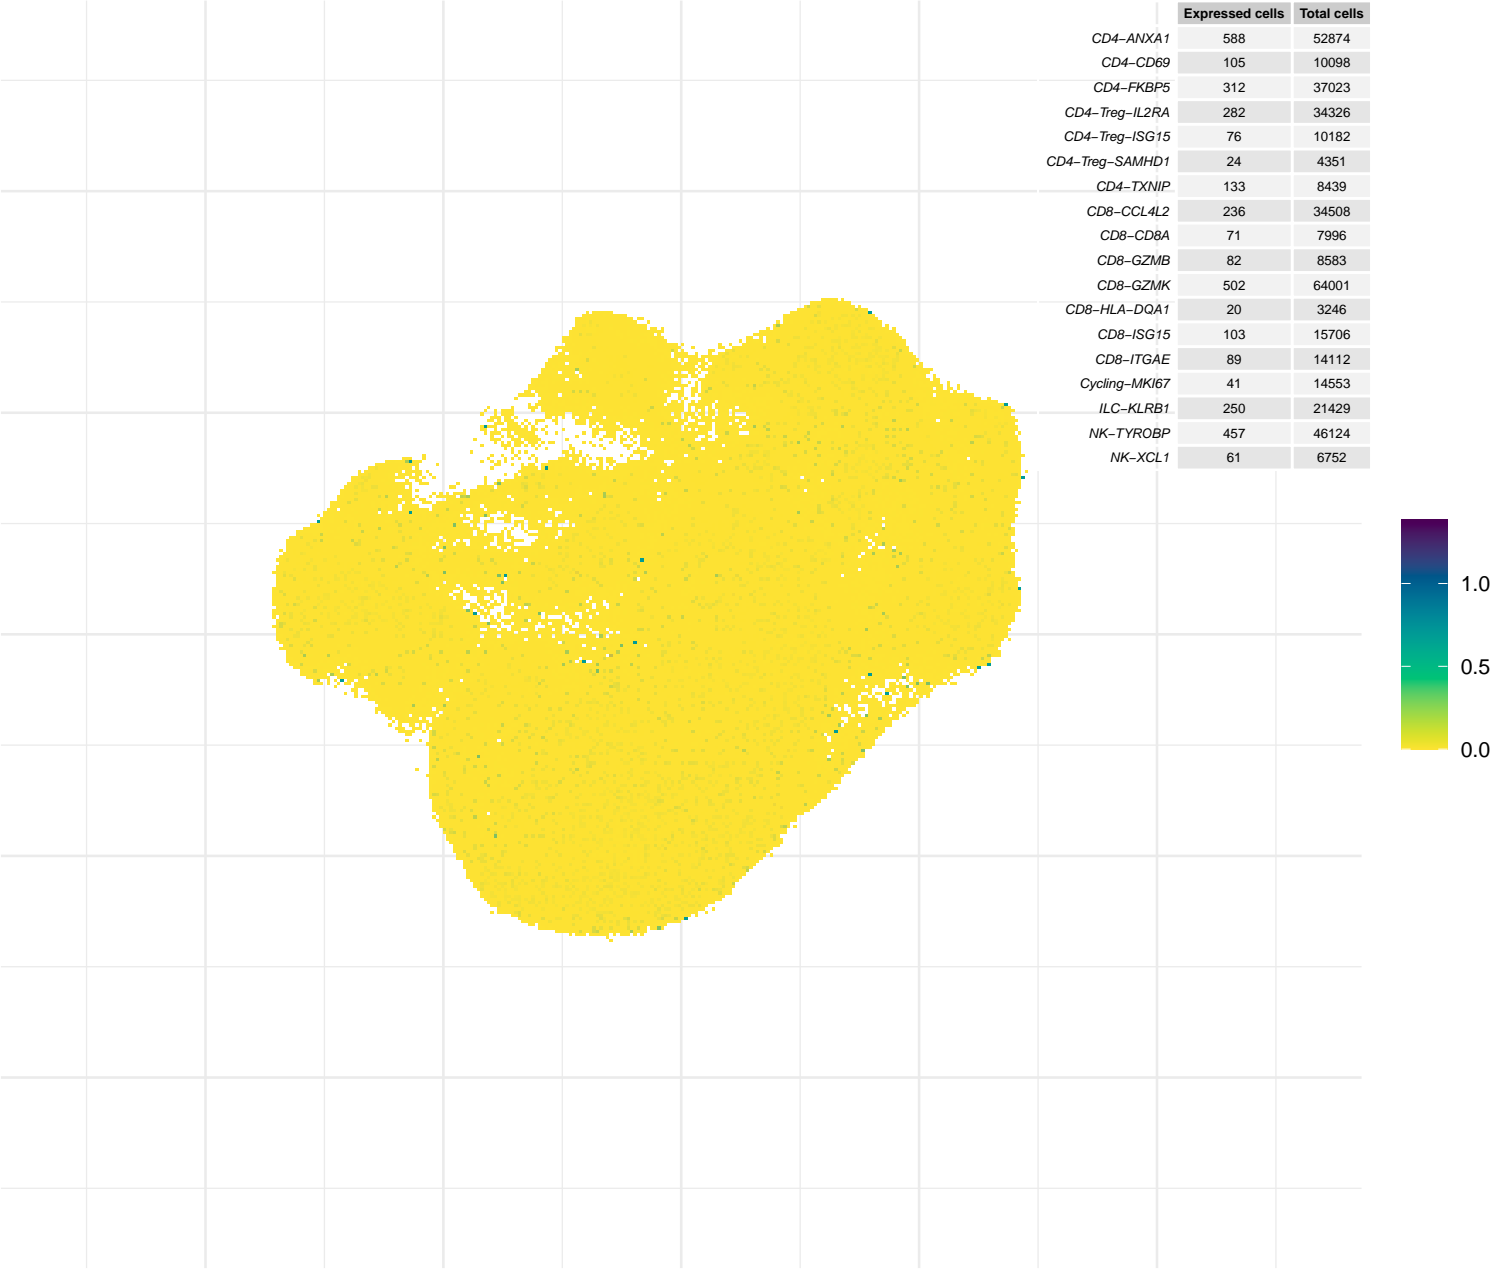 Expressed cells Total cells
CD4−ANXA1 588 52874
CD4−CD69 105 10098
CD4−FKBP5 312 37023
CD4−Treg−IL2RA 282 34326
CD4−Treg−ISG15 76 10182
CD4−Treg−SAMHD1 24 4351
CD4−TXNIP 133 8439
CD8−CCL4L2 236 34508
CD8−CD8A 71 7996
CD8−GZMB 82 8583
CD8−GZMK 502 64001
CD8−HLA−DQA1 20 3246
CD8−ISG15 103 15706
CD8−ITGAE 89 14112
Cycling−MKI67 41 14553
ILC−KLRB1 250 21429
NK−TYROBP 457 46124
NK−XCL1 61 6752
1.0
0.5
0.0